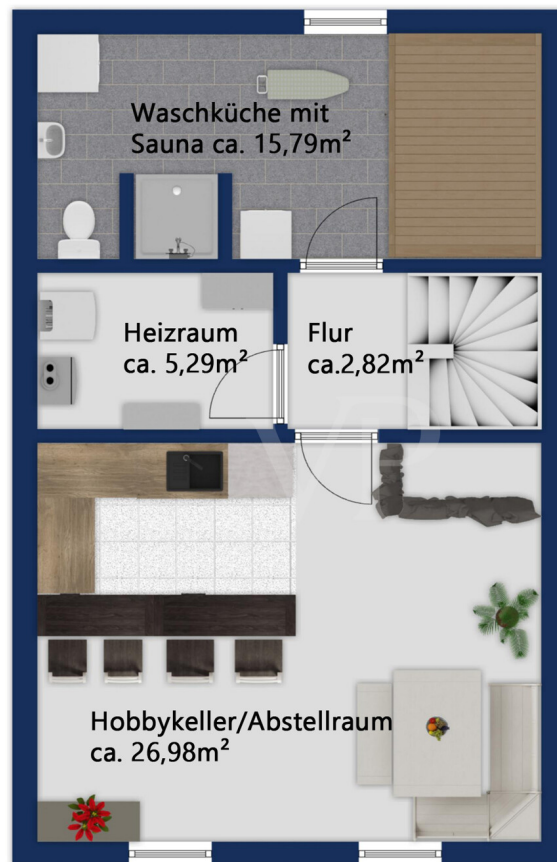 Waschküche mit
Sauna ca. 15,79m²
Heizraum
ca. 5,29m²
Flur
ca.2,82m²
VP
Hobbykeller/Abstellraum
ca. 26,98m²